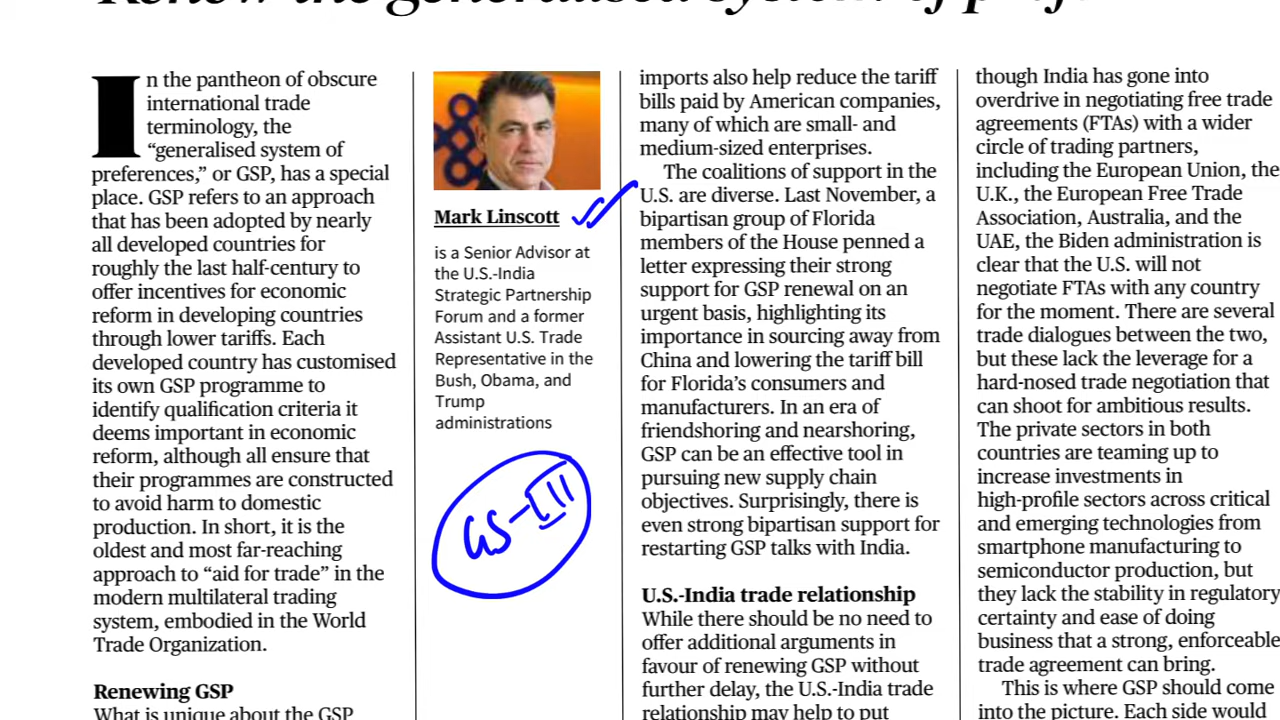 Renew the generalised system of
In the pantheon of obscure
international trade
terminology, the
“generalised system of
preferences,” or GSP, has a special
place. GSP refers to an approach
that has been adopted by nearly
all developed countries for
roughly the last half-century to
offer incentives for economic
reform in developing countries
through lower tariffs. Each
developed country has customised
its own GSP programme to
identify qualification criteria it
deems important in economic
reform, although all ensure that
their programmes are constructed
to avoid harm to domestic
production. In short, it is the
oldest and most far-reaching
approach to “aid for trade” in the
modern multilateral trading
system, embodied in the World
Trade Organization.
Renewing GSP
What is unique about the GSP
Mark Linscott
is a Senior Advisor at
the U.S.-India
Strategic Partnership
Forum and a former
Assistant U.S. Trade
Representative in the
Bush, Obama, and
Trump
administrations
GS-III
imports also help reduce the tariff
bills paid by American companies,
many of which are small- and
medium-sized enterprises.
The coalitions of support in the
U.S. are diverse. Last November, a
bipartisan group of Florida
members of the House penned a
letter expressing their strong
support for GSP renewal on an
urgent basis, highlighting its
importance in sourcing away from
China and lowering the tariff bill
for Florida’s consumers and
manufacturers. In an era of
friendshoring and nearshoring,
GSP can be an effective tool in
pursuing new supply chain
objectives. Surprisingly, there is
even strong bipartisan support for
restarting GSP talks with India.
U.S.-India trade relationship
While there should be no need to
offer additional arguments in
favour of renewing GSP without
further delay, the U.S.-India trade
relationship may help to put
though India has gone into
overdrive in negotiating free trade
agreements (FTAs) with a wider
circle of trading partners,
including the European Union, the
U.K., the European Free Trade
Association, Australia, and the
UAE, the Biden administration is
clear that the U.S. will not
negotiate FTAs with any country
for the moment. There are several
trade dialogues between the two,
but these lack the leverage for a
hard-nosed trade negotiation that
can shoot for ambitious results.
The private sectors in both
countries are teaming up to
increase investments in
high-profile sectors across critical
and emerging technologies from
smartphone manufacturing to
semiconductor production, but
they lack the stability in regulatory
certainty and ease of doing
business that a strong, enforceable
trade agreement can bring.
This is where GSP should come
into the picture. Each side would